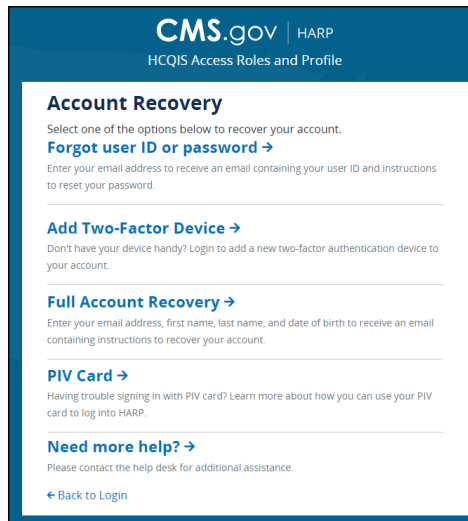 CMS.gov | HARP
HCQIS Access Roles and Profile
Account Recovery
Select one of the options below to recover your account.
Forgot user ID or password →
Enter your email address to receive an email containing your user ID and instructions
to reset your password.
Add Two-Factor Device →
Don't have your device handy? Login to add a new two-factor authentication device to
your account.
Full Account Recovery →
Enter your email address, first name, last name, and date of birth to receive an email
containing instructions to recover your account.
PIV Card →
Having trouble signing in with PIV card? Learn more about how you can use your PIV
card to log into HARP.
Need more help? →
Please contact the help desk for additional assistance.
← Back to Login